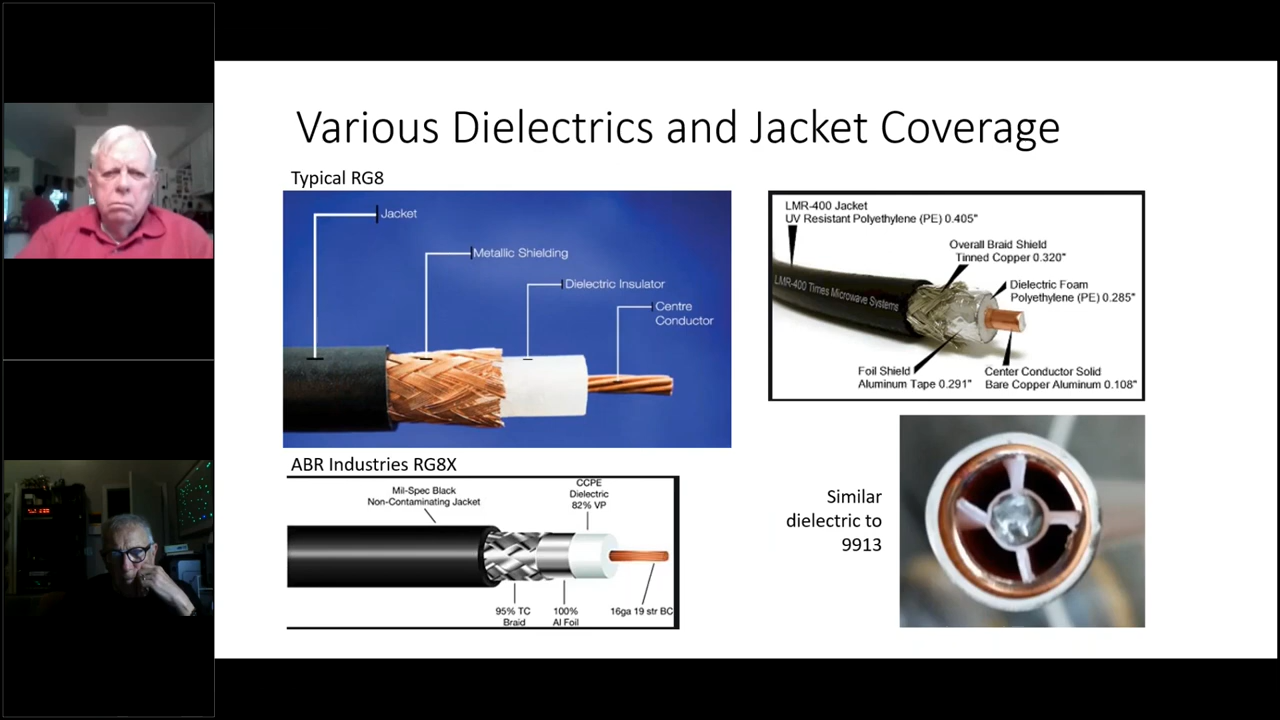 Various Dielectrics and Jacket Coverage
Typical RG8
Jacket
Metallic Shielding
Dielectric Insulator
Centre
Conductor
LMR-400 Jacket
UV Resistant Polyethylene (PE) 0.405"
Overall Braid Shield
Tinned Copper 0.320"
Dielectric Foam
Polyethylene (PE) 0.285"
LMR-400 Times Microwave Systems
Foil Shield
Aluminum Tape 0.291"
Center Conductor Solid
Bare Copper Aluminum 0.108"
ABR Industries RG8X
Mil-Spec Black
Non-Contaminating Jacket
CCPE
Dielectric
82% VP
95% TC
Braid
100%
Al Foil
16ga 19 str BC
Similar
dielectric to
9913